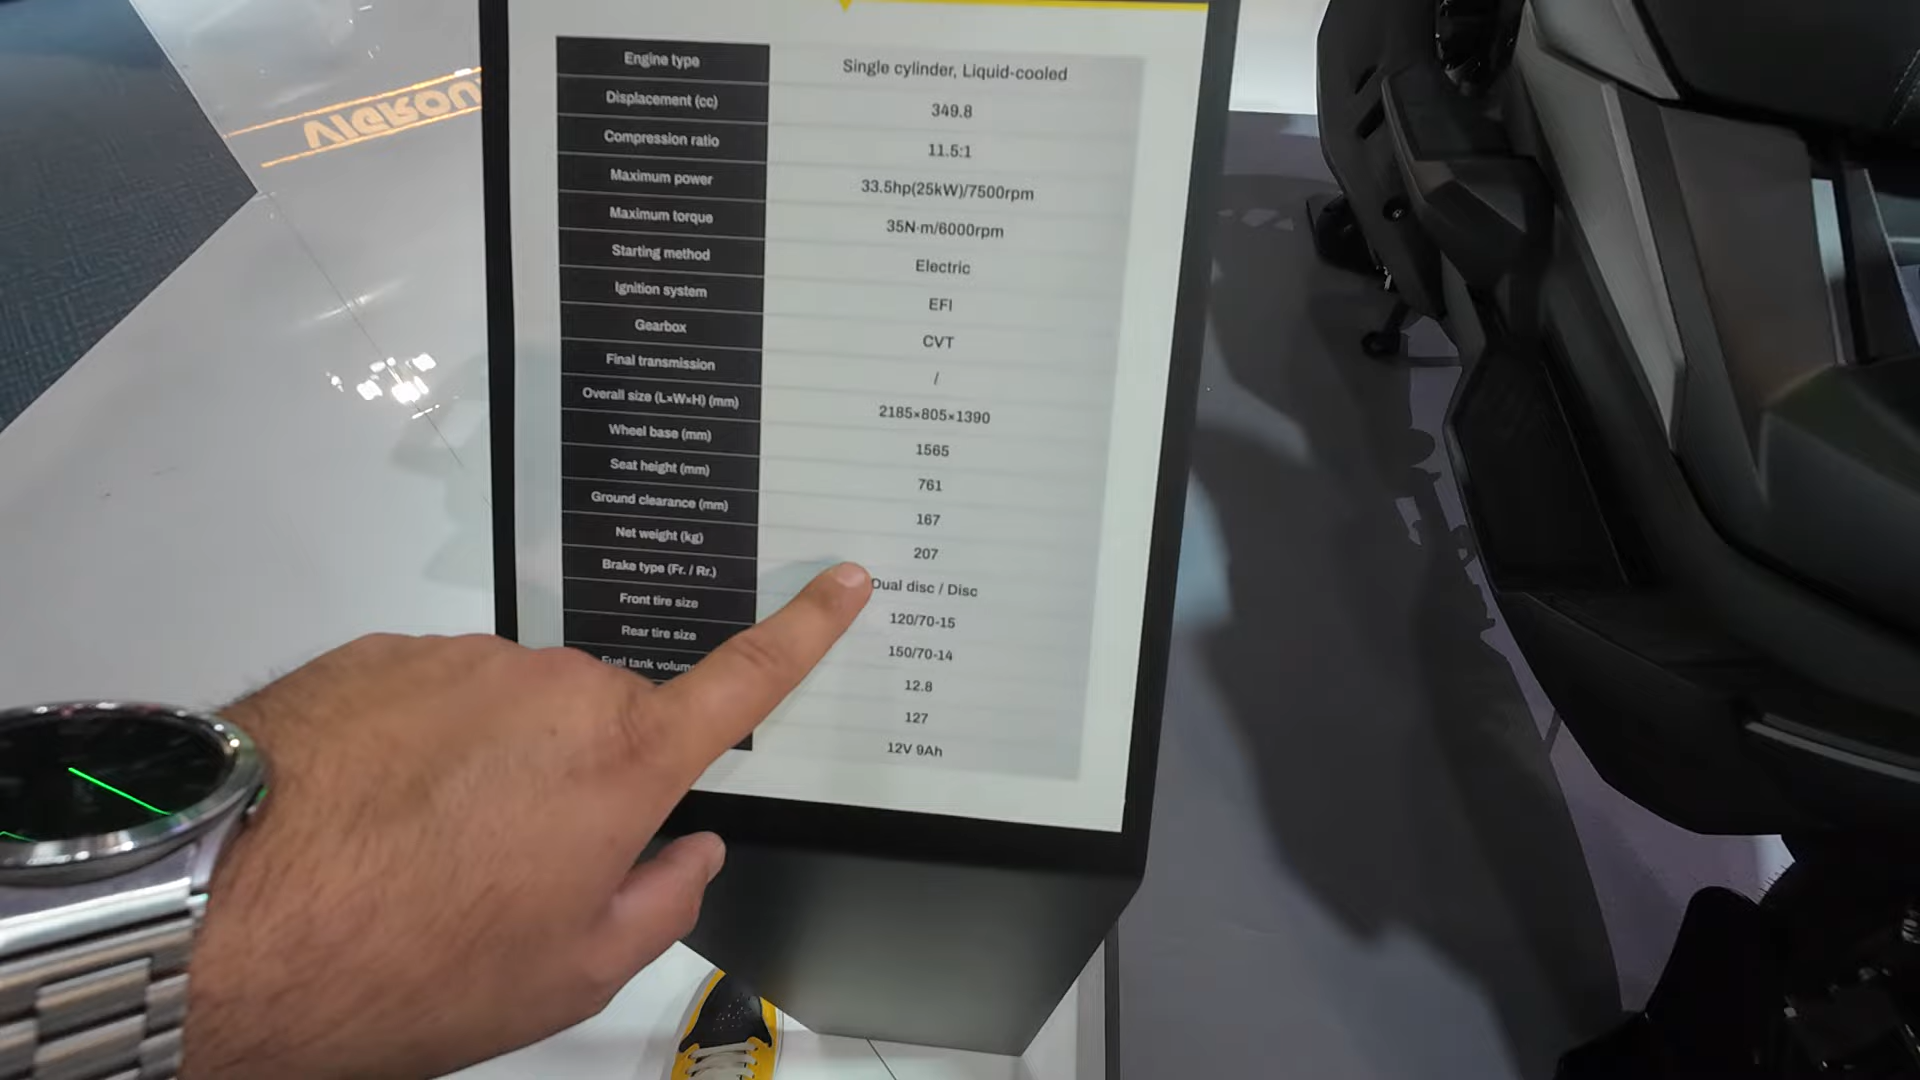 VIGROU
Engine type Single cylinder, Liquid-cooled
Displacement (cc) 349.8
Compression ratio 11.5:1
Maximum power 33.5hp(25kW)/7500rpm
Maximum torque 35N·m/6000rpm
Starting method Electric
Ignition system EFI
Gearbox CVT
Final transmission /
Overall size (L×W×H) (mm) 2185×805×1390
Wheel base (mm) 1565
Seat height (mm) 761
Ground clearance (mm) 167
Net weight (kg) 207
Brake type (Fr. / Rr.) Dual disc / Disc
Front tire size 120/70-15
Rear tire size 150/70-14
Fuel tank volum 12.8
127
12V 9Ah